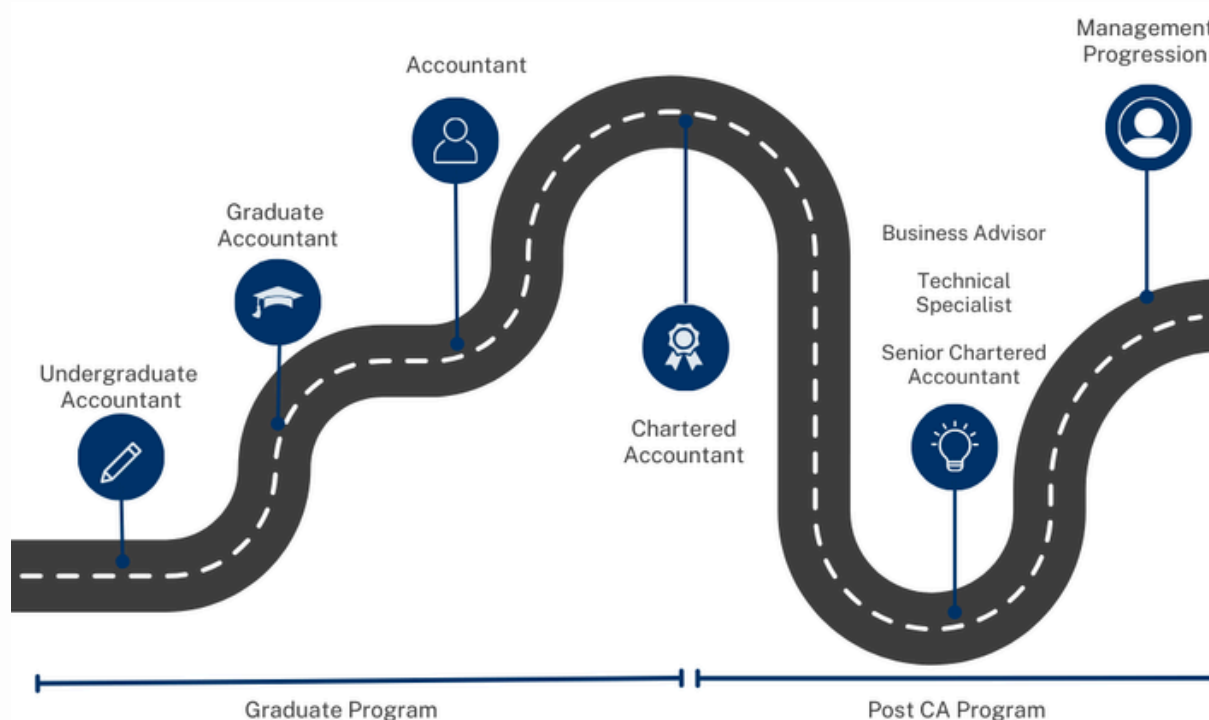 Undergraduate
Accountant
Graduate
Accountant
Accountant
Chartered
Accountant
Business Advisor
Technical
Specialist
Senior Chartered
Accountant
Management
Progression
Graduate Program
Post CA Program